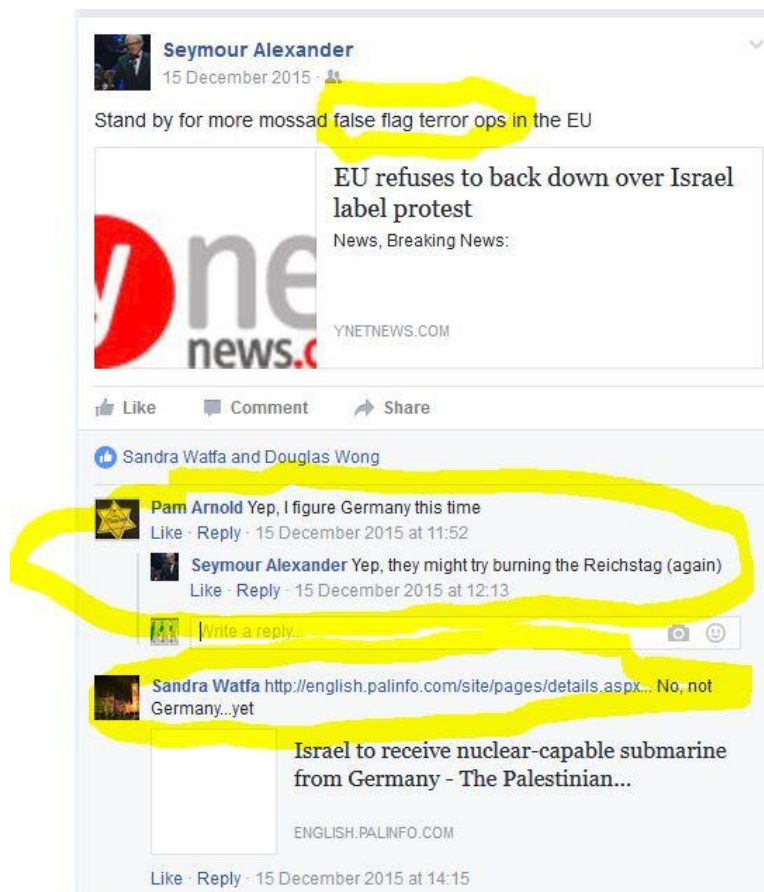 Seymour Alexander
15 December 2015 ·
Stand by for more mossad false flag terror ops in the EU
EU refuses to back down over Israel
label protest
News, Breaking News:
yne
news.c
YNETNEWS.COM
Like Comment Share
Sandra Watfa and Douglas Wong
Pam Arnold Yep, I figure Germany this time
Like · Reply · 15 December 2015 at 11:52
Seymour Alexander Yep, they might try burning the Reichstag (again)
Like · Reply · 15 December 2015 at 12:13
Write a reply...
Sandra Watfa http://english.palinfo.com/site/pages/details.aspx... No, not
Germany...yet
Israel to receive nuclear-capable submarine
from Germany - The Palestinian...
ENGLISH.PALINFO.COM
Like · Reply · 15 December 2015 at 14:15